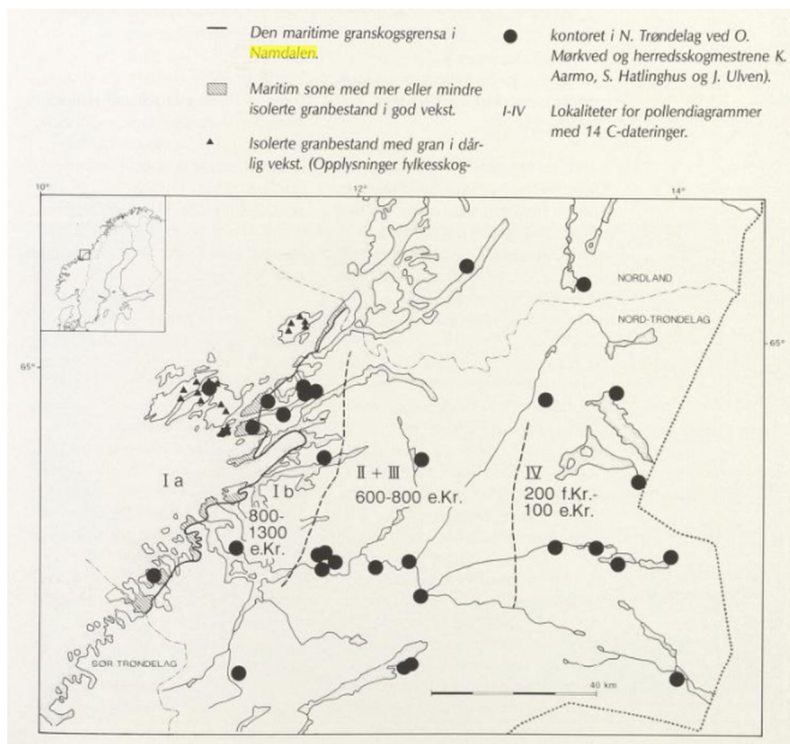 Den maritime granskogsgrensa i
Namdalen.
Maritim sone med mer eller mindre
isolerte granbestand i god vekst.
Isolerte granbestand med gran i dår-
lig vekst. (Opplysninger fylkesskog-
kontoret i N. Trøndelag ved O.
Mørkved og herredsskogmestrene K.
Aarmo, S. Hatlinghus og J. Ulven).
I-IV Lokaliteter for pollendiagrammer
med 14 C-dateringer.
10°
12°
14°
NORDLAND
NORD-TRØNDELAG
65°
65°
I a
I b
800-
1300
e.Kr.
II + III
600-800 e.Kr.
IV
200 f.Kr.-
100 e.Kr.
SØR TRØNDELAG
40 km